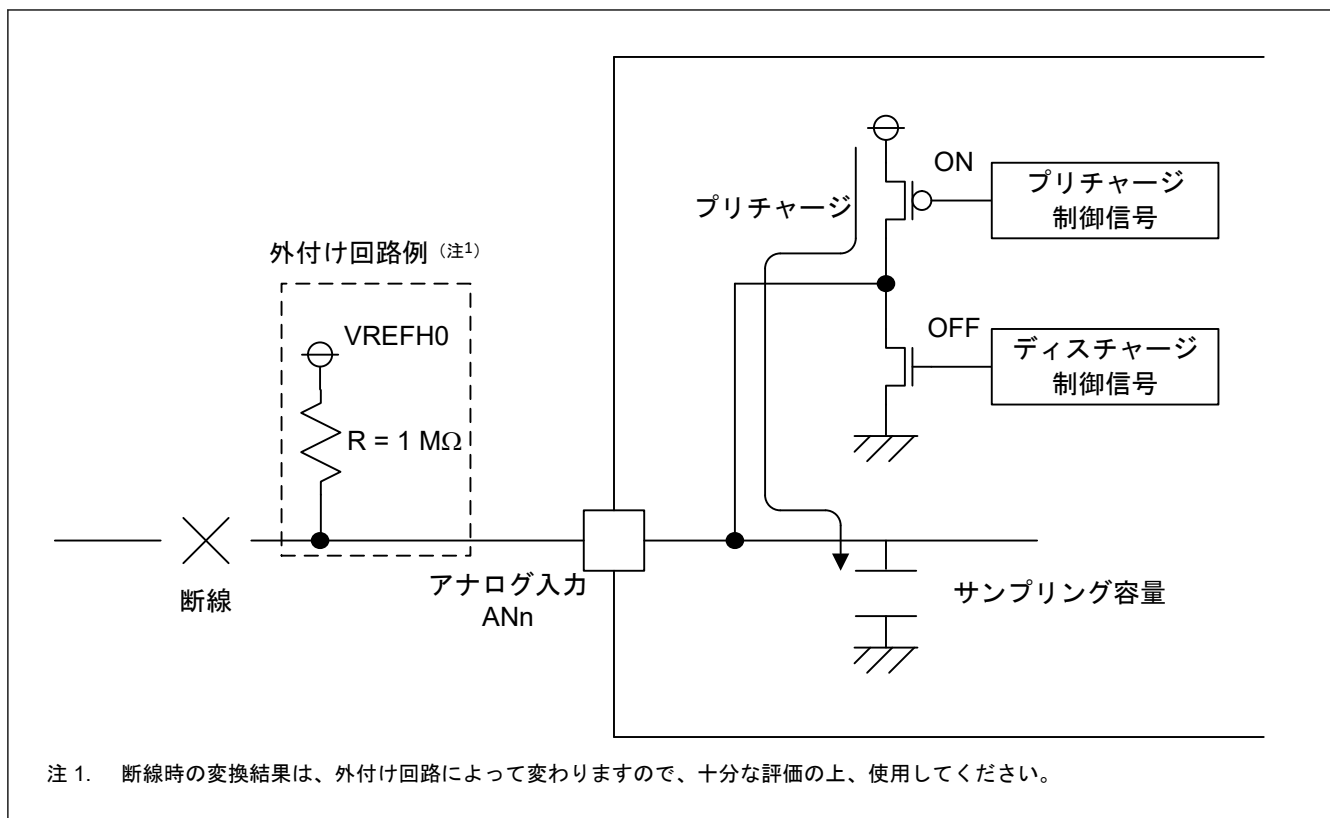 ON
プリチャージ
制御信号
プリチャージ
外付け回路例 (注1)
VREFH0
OFF
ディスチャージ
制御信号
R = 1 MΩ
断線
アナログ入力
ANn
サンプリング容量
注 1. 断線時の変換結果は、外付け回路によって変わりますので、十分な評価の上、使用してください。